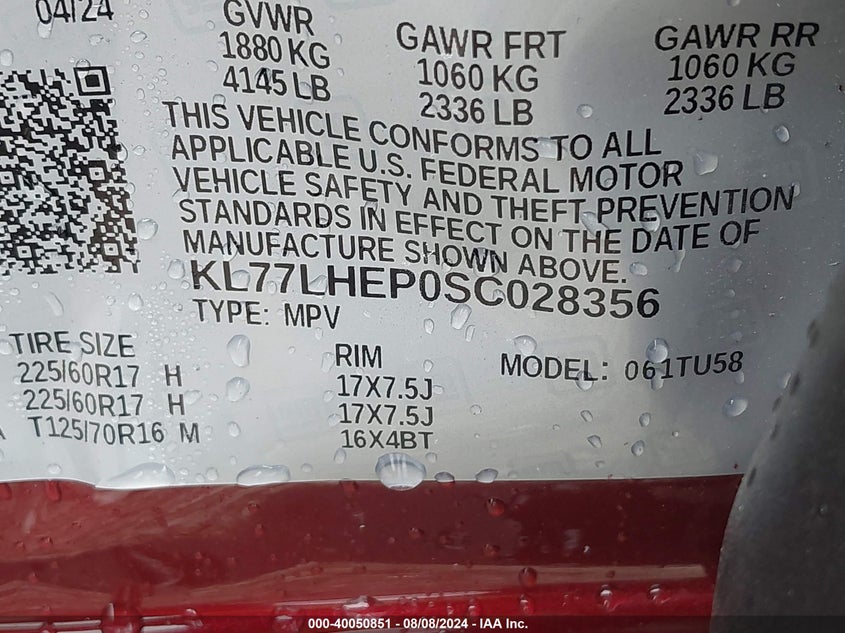 04/24
GVWR
1880 KG
4145 LB
GAWR FRT
1060 KG
2336 LB
GAWR RR
1060 KG
2336 LB
THIS VEHICLE CONFORMS TO ALL
APPLICABLE U.S. FEDERAL MOTOR
VEHICLE SAFETY AND THEFT PREVENTION
STANDARDS IN EFFECT ON THE DATE OF
MANUFACTURE SHOWN ABOVE.
KL77LHEP0SC028356
TYPE: MPV
MODEL: 061TU58
TIRE SIZE
225/60R17 H
225/60R17 H
T125/70R16 M
RIM
17X7.5J
17X7.5J
16X4BT
000-40050851 - 08/08/2024 - IAA Inc.